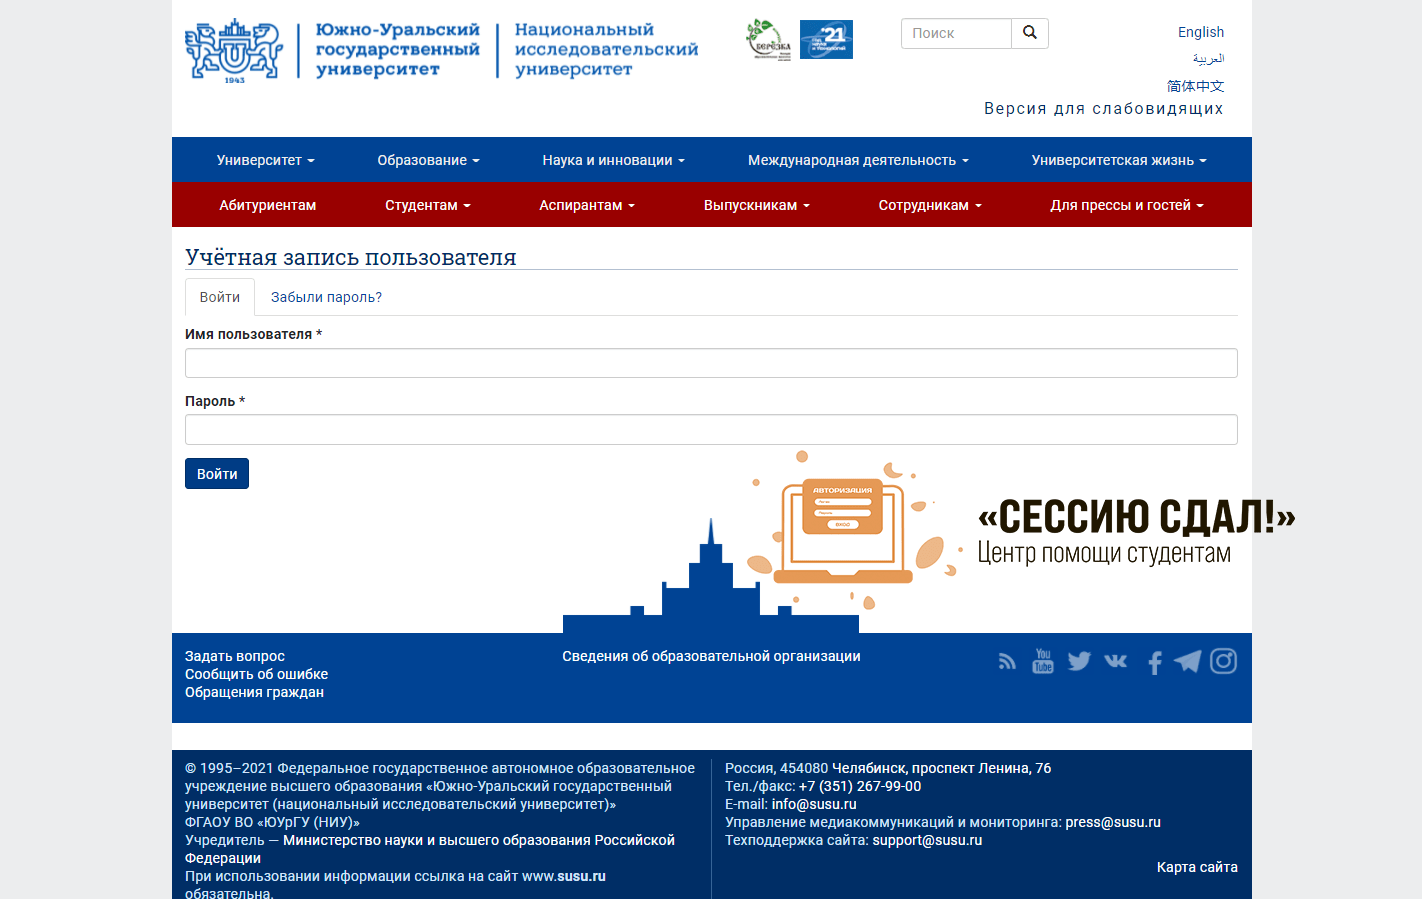 Южно-Уральский
государственный
университет
Национальный
исследовательский
университет
1943
БЕРЁЗКА
21
Поиск
English
العربية
简体中文
Версия для слабовидящих
Университет
Образование
Наука и инновации
Международная деятельность
Университетская жизнь
Абитуриентам
Студентам
Аспирантам
Выпускникам
Сотрудникам
Для прессы и гостей
Учётная запись пользователя
Войти
Забыли пароль?
Имя пользователя *
Пароль *
Войти
АВТОРИЗАЦИЯ
ВХОД
«СЕССИЮ СДАЛ!»
Центр помощи студентам
Задать вопрос
Сообщить об ошибке
Обращения граждан
Сведения об образовательной организации
You
Tube
© 1995–2021 Федеральное государственное автономное образовательное
учреждение высшего образования «Южно-Уральский государственный
университет (национальный исследовательский университет)»
ФГАОУ ВО «ЮУрГУ (НИУ)»
Учредитель — Министерство науки и высшего образования Российской
Федерации
При использовании информации ссылка на сайт www.susu.ru
обязательна.
Россия, 454080 Челябинск, проспект Ленина, 76
Тел./факс: +7 (351) 267-99-00
E-mail: info@susu.ru
Управление медиакоммуникаций и мониторинга: press@susu.ru
Техподдержка сайта: support@susu.ru
Карта сайта